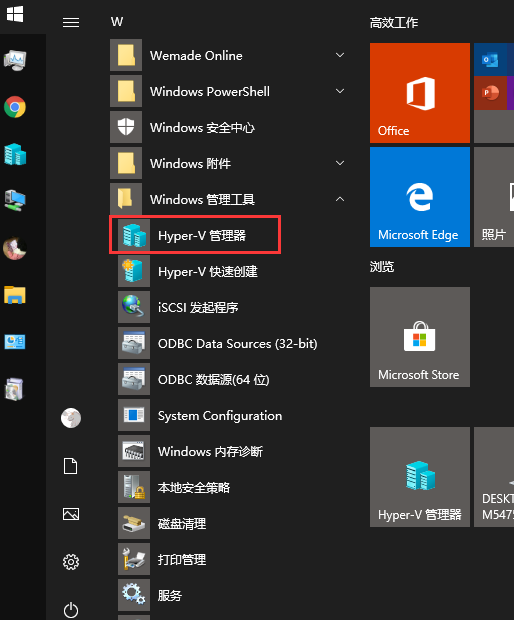 W
Wemade Online
Windows PowerShell
Windows 安全中心
Windows 附件
Windows 管理工具
Hyper-V 管理器
Hyper-V 快速创建
iSCSI 发起程序
ODBC Data Sources (32-bit)
ODBC 数据源(64 位)
System Configuration
Windows 内存诊断
本地安全策略
磁盘清理
打印管理
服务
高效工作
Office
Microsoft Edge
照片
浏览
Microsoft Store
Hyper-V 管理器
DESKT
M5475